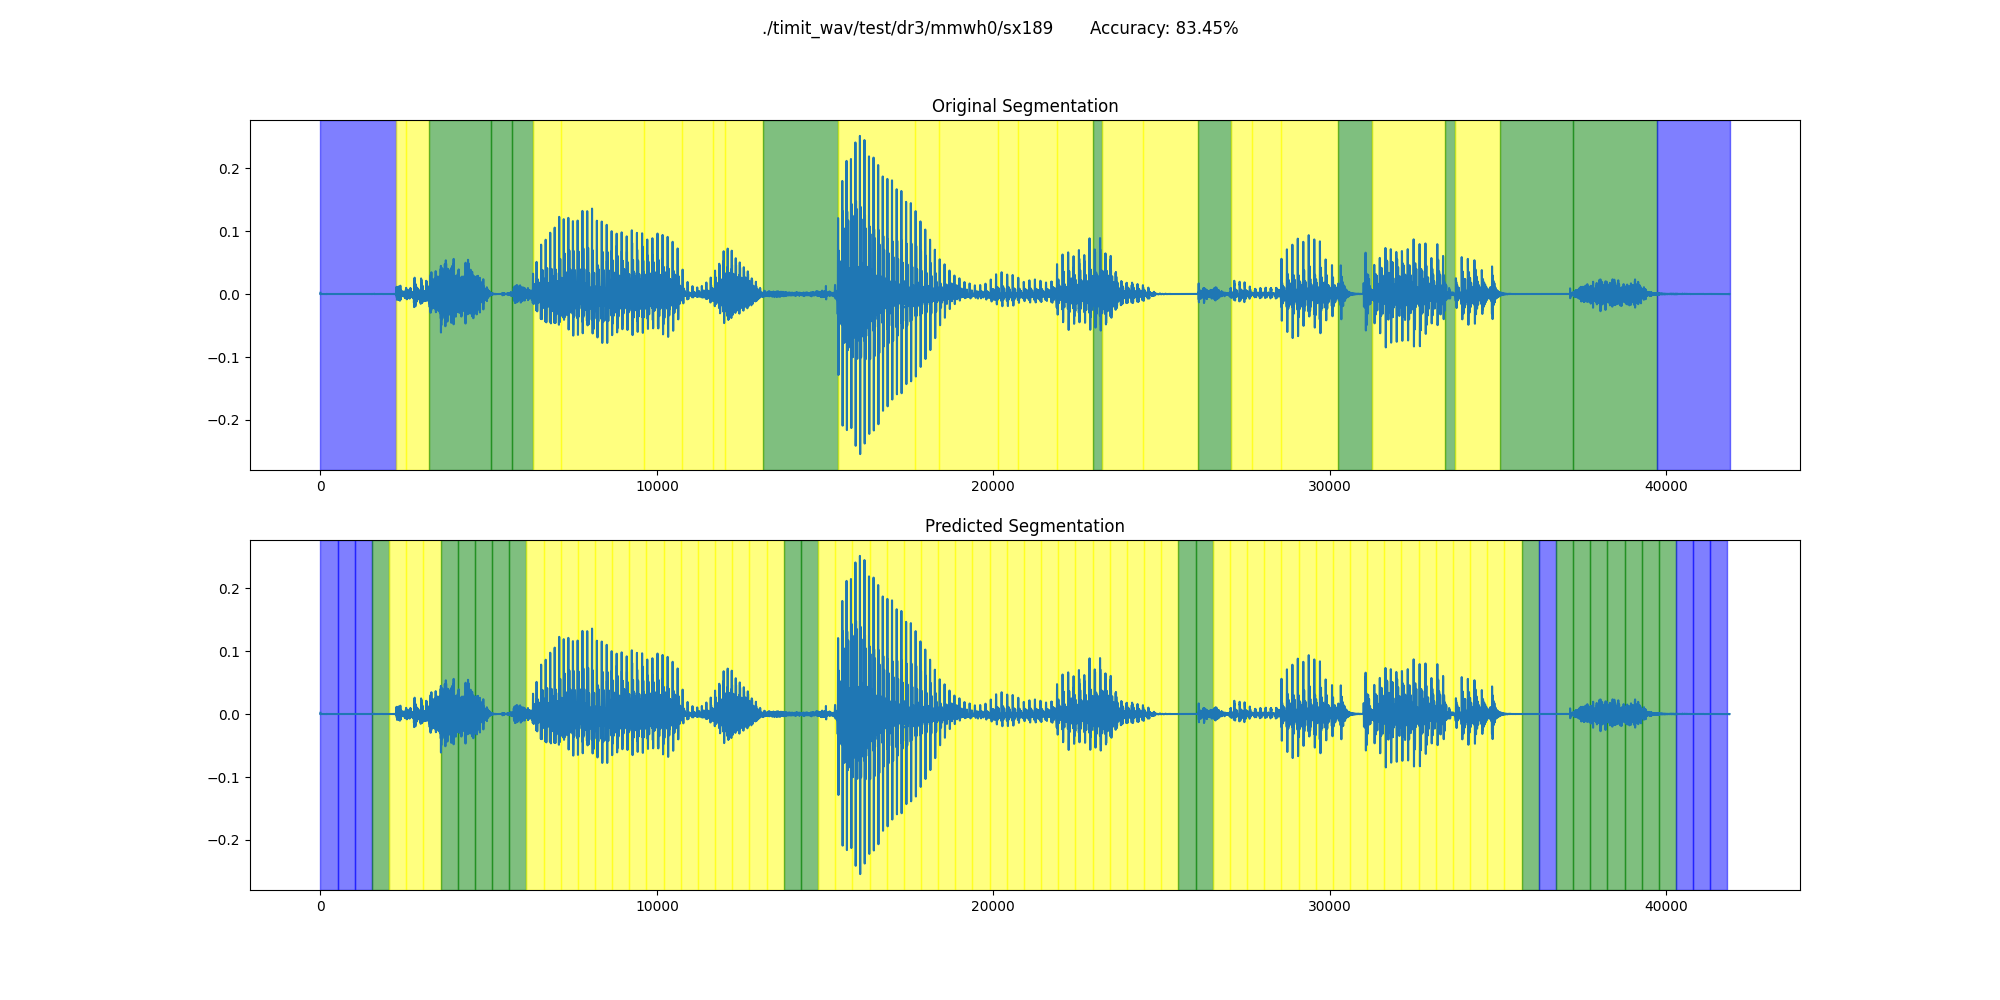 ./timit_wav/test/dr3/mmwh0/sx189 Accuracy: 83.45%
Original Segmentation
0.2
0.1
0.0
−0.1
−0.2
0 10000 20000 30000 40000
Predicted Segmentation
0.2
0.1
0.0
−0.1
−0.2
0 10000 20000 30000 40000